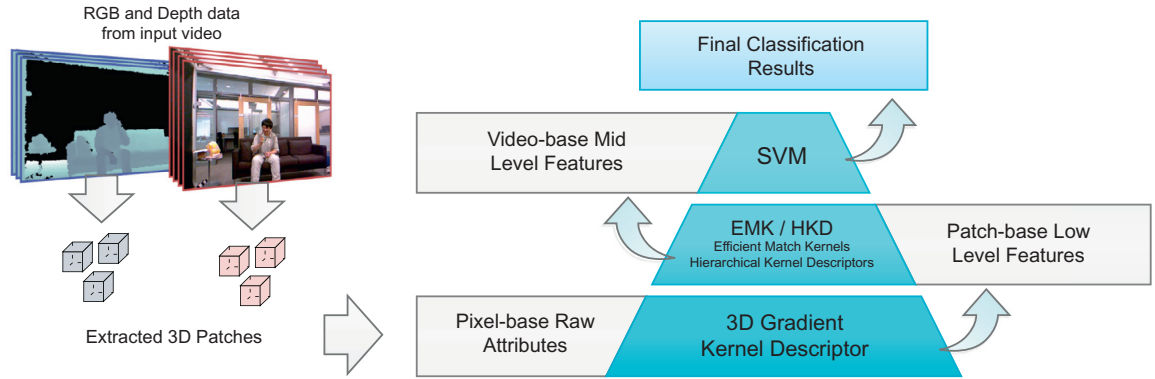 RGB and Depth data
from input video
Extracted 3D Patches
Final Classification
Results
Video-base Mid
Level Features
SVM
EMK / HKD
Efficient Match Kernels
Hierarchical Kernel Descriptors
Patch-base Low
Level Features
Pixel-base Raw
Attributes
3D Gradient
Kernel Descriptor